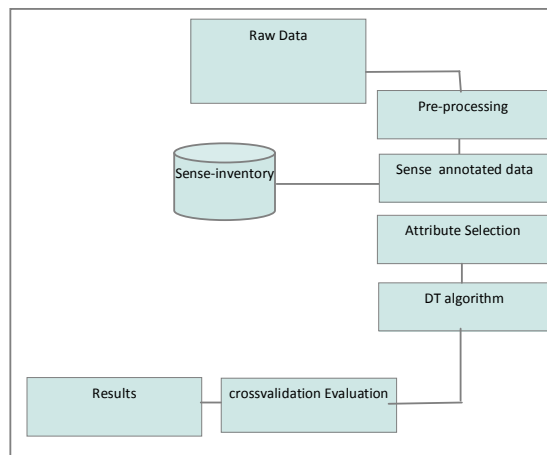 Raw Data
Pre-processing
Sense-inventory
Sense annotated data
Attribute Selection
DT algorithm
Results
crossvalidation Evaluation